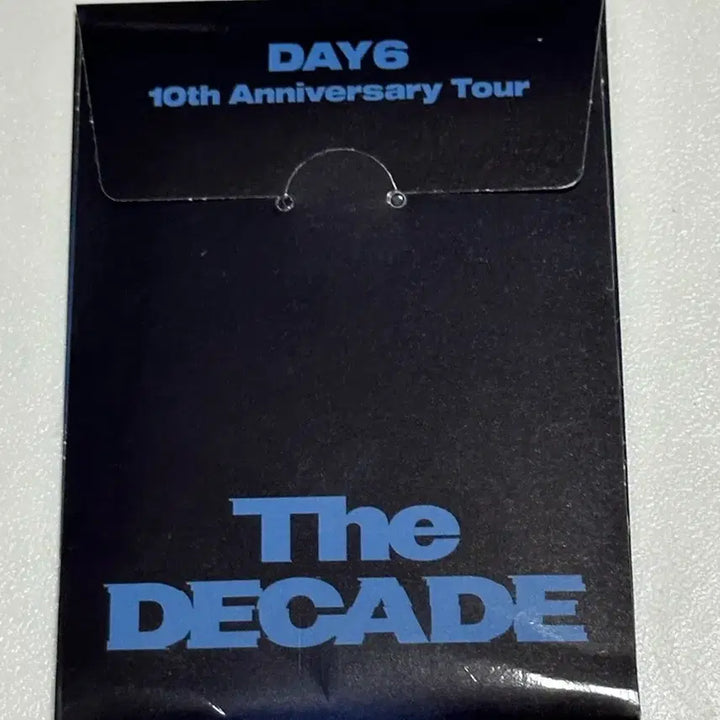 DAY6
10th Anniversary Tour
The
DECADE